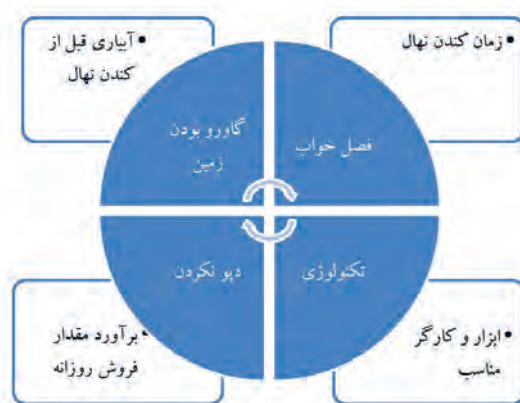 • زمان کندن نهال
• آبیاری قبل از
کندن نهال
فصل خواب
گاورو بودن
زمین
تکنولوژی
دپو نکردن
• ابزار و کارگر
مناسب
• برآورد مقدار
فروش روزانه